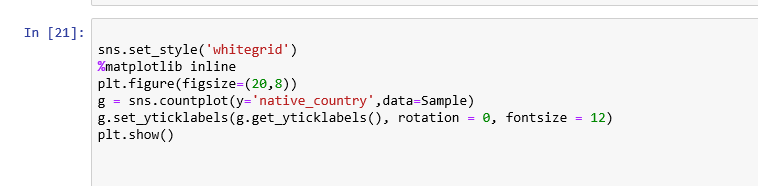 In [21]:
sns.set_style('whitegrid')
%matplotlib inline
plt.figure(figsize=(20,8))
g = sns.countplot(y='native_country',data=Sample)
g.set_yticklabels(g.get_yticklabels(), rotation = 0, fontsize = 12)
plt.show()